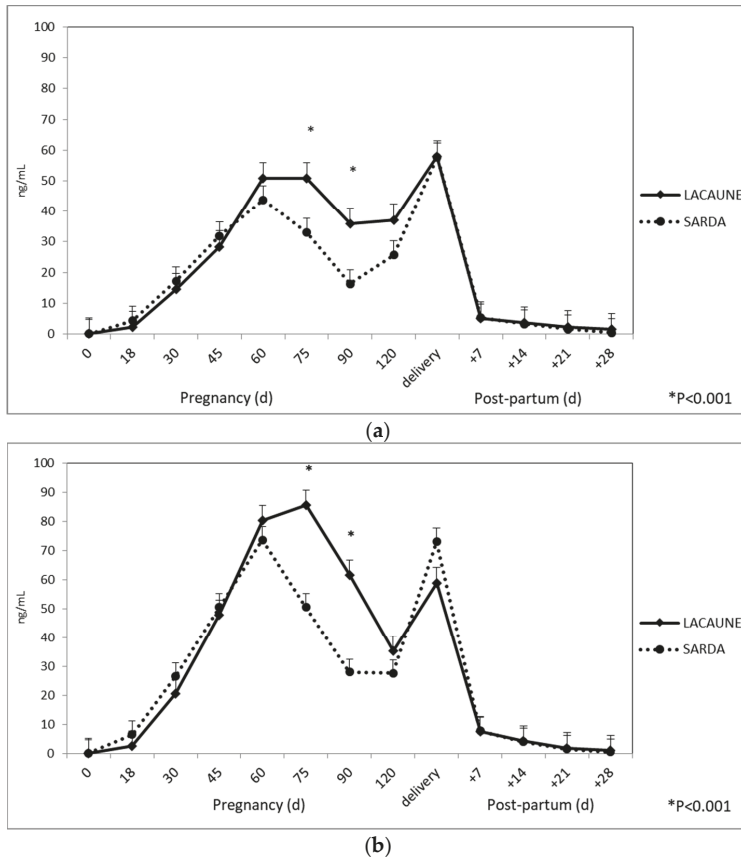 100
90
80
70
60
50
40
30
20
10
0
ng/mL
*
*
LACAUNE
SARDA
0 18 30 45 60 75 90 120 delivery +7 +14 +21 +28
Pregnancy (d) Post-partum (d) *P<0.001
(a)
100
90
80
70
60
50
40
30
20
10
0
ng/mL
*
*
LACAUNE
SARDA
0 18 30 45 60 75 90 120 delivery +7 +14 +21 +28
Pregnancy (d) Post-partum (d) *P<0.001
(b)